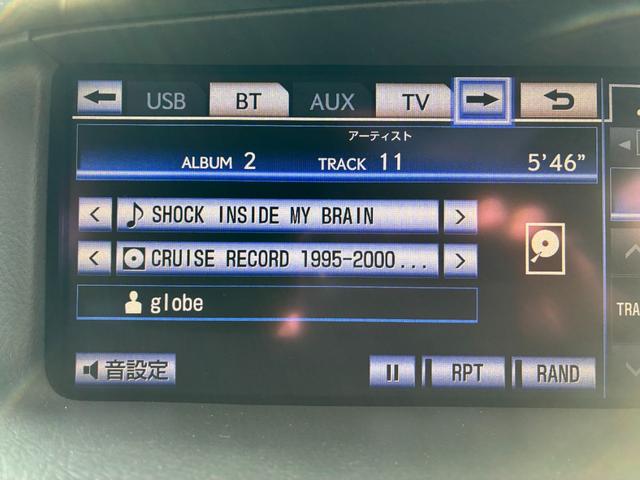 USB BT AUX TV
アーティスト
ALBUM 2 TRACK 11 5'46"
SHOCK INSIDE MY BRAIN
CRUISE RECORD 1995-2000...
globe
TRA
音設定 RPT RAND